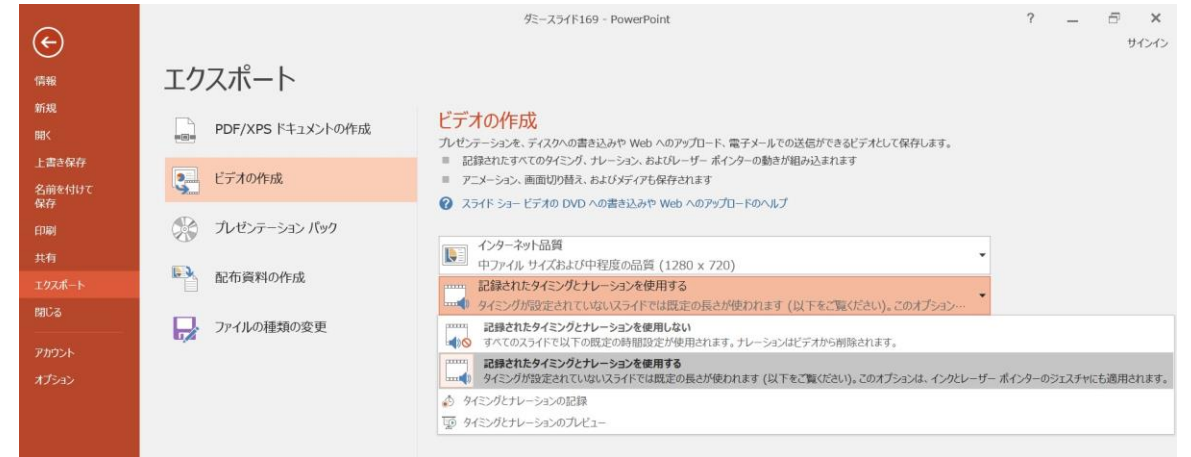 ダミースライド169 - PowerPoint
?
サインイン
情報
新規
開く
上書き保存
名前を付けて
保存
印刷
共有
エクスポート
閉じる
アカウント
オプション
エクスポート
PDF/XPS ドキュメントの作成
ビデオの作成
プレゼンテーション パック
配布資料の作成
ファイルの種類の変更
ビデオの作成
プレゼンテーションを、ディスクへの書き込みや Web へのアップロード、電子メールでの送信ができるビデオとして保存します。
記録されたすべてのタイミング、ナレーション、およびレーザー ポインターの動きが組み込まれます
アニメーション、画面切り替え、およびメディアも保存されます
スライド ショー ビデオの DVD への書き込みや Web へのアップロードのヘルプ
インターネット品質
中ファイル サイズおよび中程度の品質 (1280 x 720)
記録されたタイミングとナレーションを使用する
タイミングが設定されていないスライドでは既定の長さが使われます (以下をご覧ください)。このオプション…
記録されたタイミングとナレーションを使用しない
すべてのスライドで以下の既定の時間設定が使用されます。ナレーションはビデオから削除されます。
記録されたタイミングとナレーションを使用する
タイミングが設定されていないスライドでは既定の長さが使われます (以下をご覧ください)。このオプションは、インクとレーザー ポインターのジェスチャにも適用されます。
タイミングとナレーションの記録
タイミングとナレーションのプレビュー